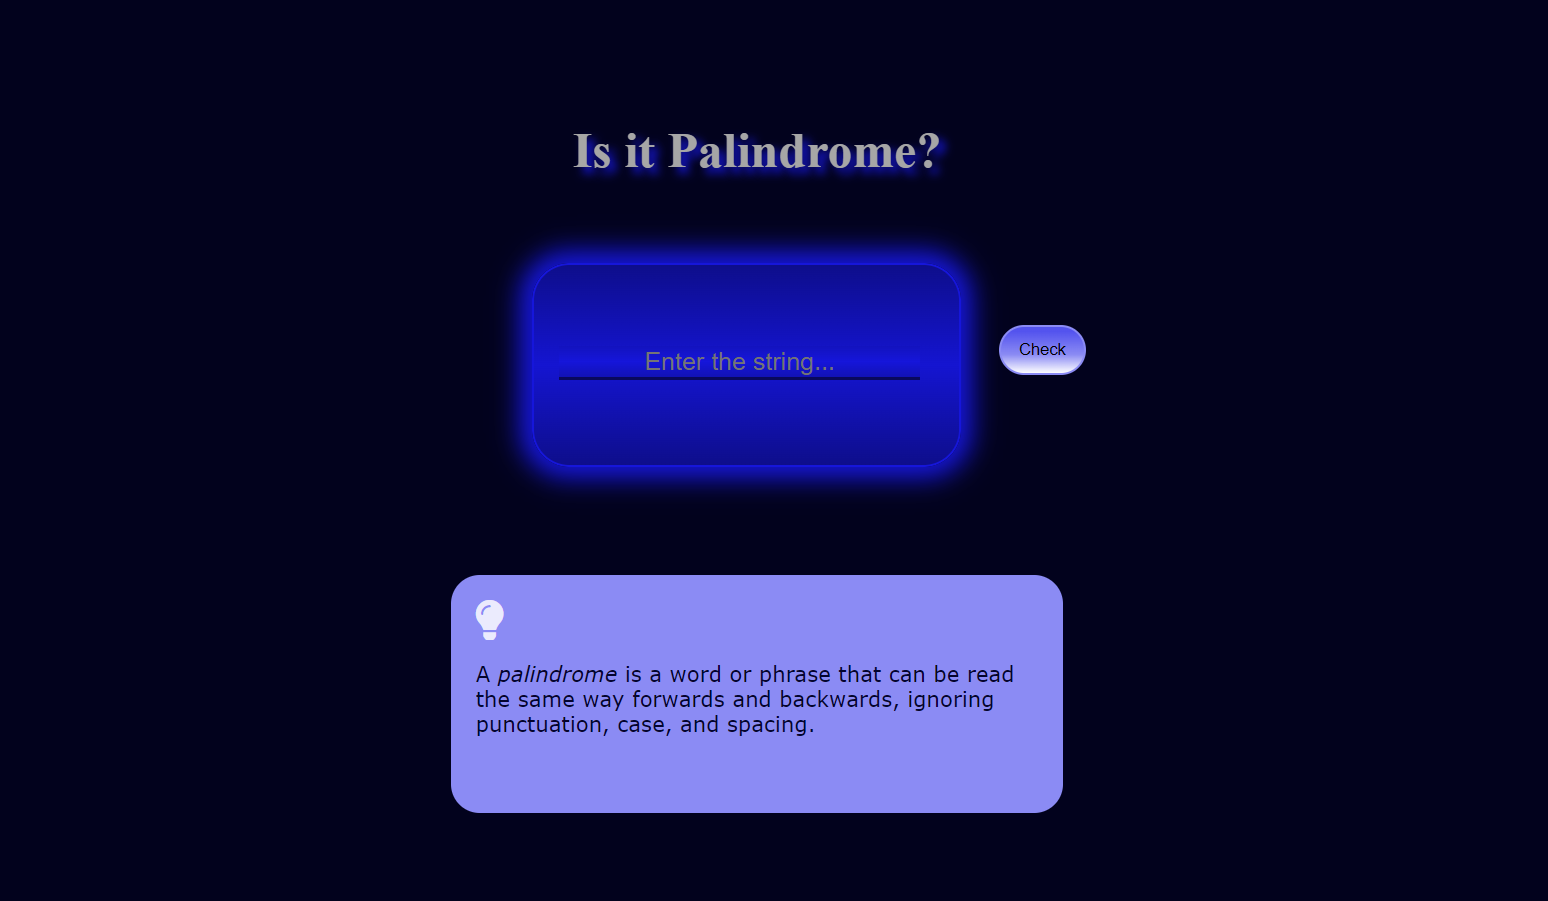 Is it Palindrome?
Enter the string...
Check
A palindrome is a word or phrase that can be read
the same way forwards and backwards, ignoring
punctuation, case, and spacing.